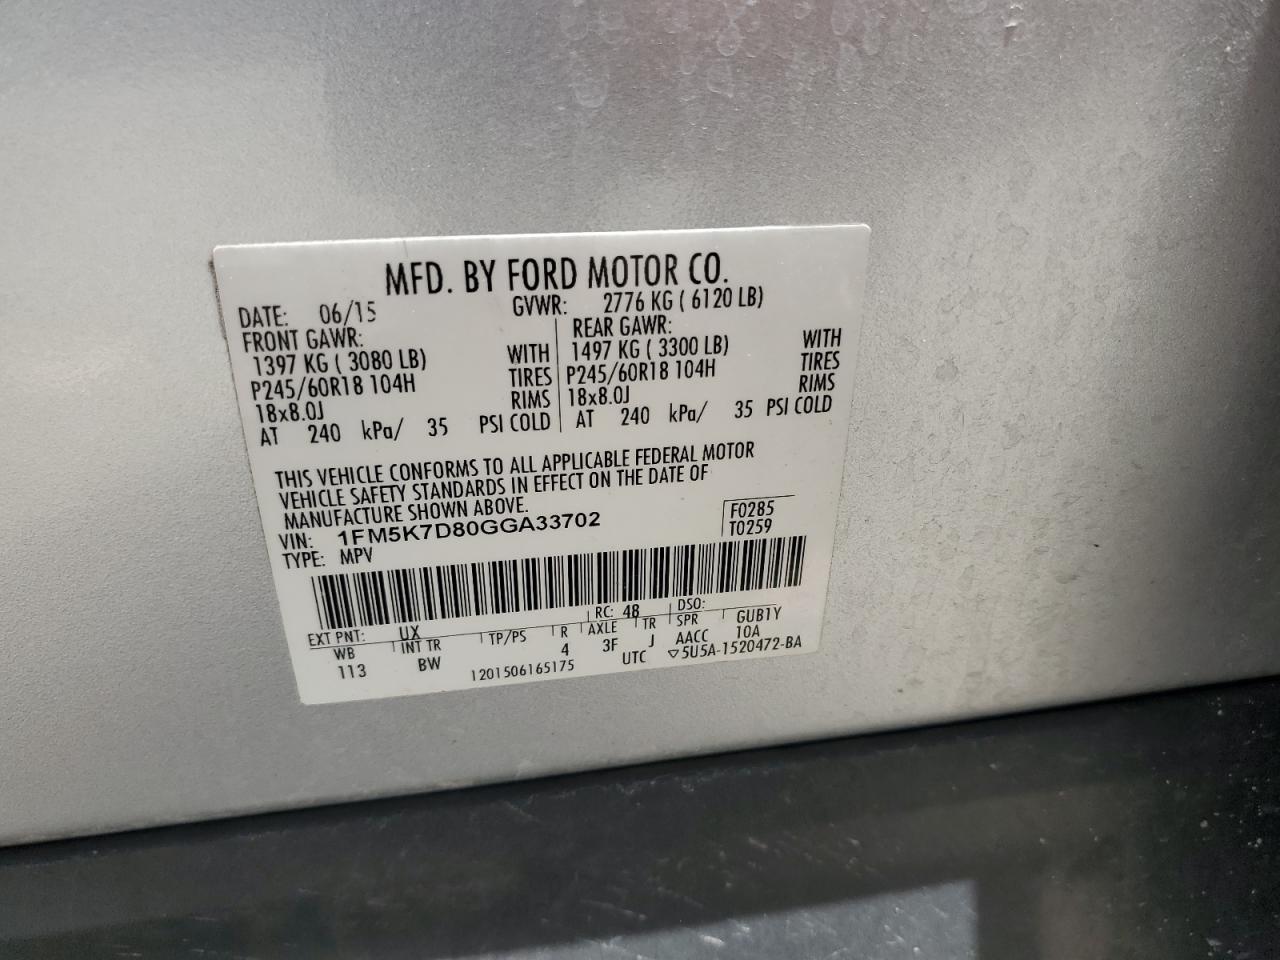 MFD. BY FORD MOTOR CO.
DATE: 06/15 GVWR: 2776 KG ( 6120 LB)
FRONT GAWR: REAR GAWR:
1397 KG ( 3080 LB) WITH 1497 KG ( 3300 LB) WITH
P245/60R18 104H TIRES P245/60R18 104H TIRES
18x8.0J RIMS 18x8.0J RIMS
AT 240 kPa/ 35 PSI COLD AT 240 kPa/ 35 PSI COLD
THIS VEHICLE CONFORMS TO ALL APPLICABLE FEDERAL MOTOR
VEHICLE SAFETY STANDARDS IN EFFECT ON THE DATE OF
MANUFACTURE SHOWN ABOVE.
VIN: 1FM5K7D80GGA33702 F0285
TYPE: MPV T0259
EXT PNT: UX RC: 48 DSO:
WB INT TR TP/PS R AXLE TR SPR GUB1Y
113 BW 4 3F J AACC 10A
1201506165175 UTC ▽5U5A-1520472-BA